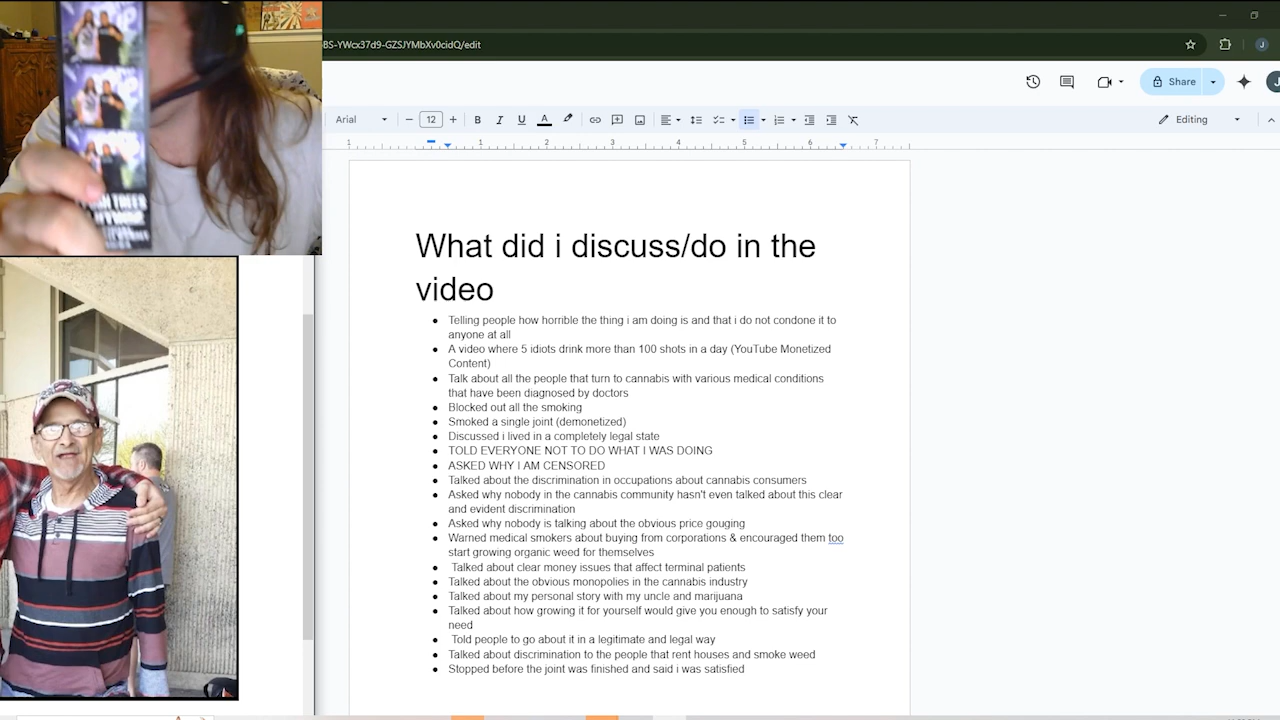 BS-YWcx37d9-GZSJYMbXv0cidQ/edit
J
Share
Arial
12
B I U A
Editing
1 1 2 3 4 5 6 7
What did i discuss/do in the
video
Telling people how horrible the thing i am doing is and that i do not condone it to
anyone at all
A video where 5 idiots drink more than 100 shots in a day (YouTube Monetized
Content)
Talk about all the people that turn to cannabis with various medical conditions
that have been diagnosed by doctors
Blocked out all the smoking
Smoked a single joint (demonetized)
Discussed i lived in a completely legal state
TOLD EVERYONE NOT TO DO WHAT I WAS DOING
ASKED WHY I AM CENSORED
Talked about the discrimination in occupations about cannabis consumers
Asked why nobody in the cannabis community hasn't even talked about this clear
and evident discrimination
Asked why nobody is talking about the obvious price gouging
Warned medical smokers about buying from corporations & encouraged them too
start growing organic weed for themselves
Talked about clear money issues that affect terminal patients
Talked about the obvious monopolies in the cannabis industry
Talked about my personal story with my uncle and marijuana
Talked about how growing it for yourself would give you enough to satisfy your
need
Told people to go about it in a legitimate and legal way
Talked about discrimination to the people that rent houses and smoke weed
Stopped before the joint was finished and said i was satisfied